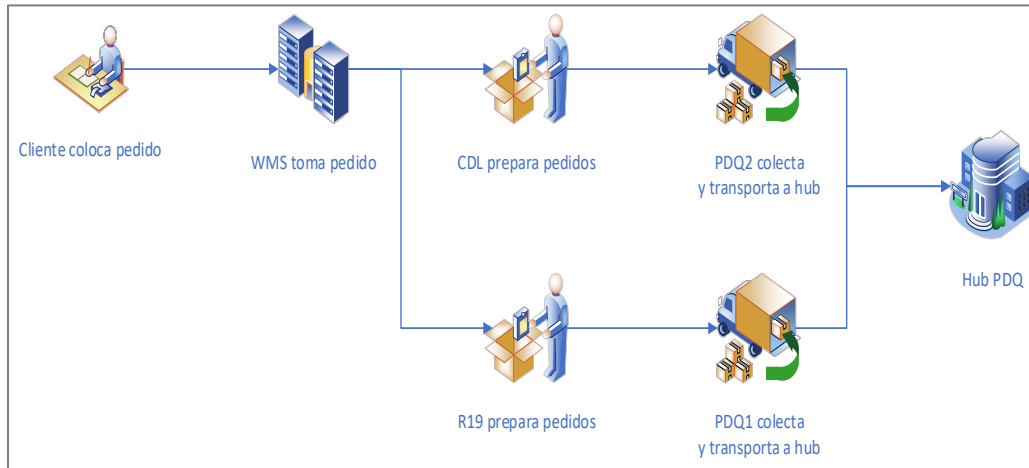 Cliente coloca pedido
WMS toma pedido
CDL prepara pedidos
PDQ2 colecta
y transporta a hub
Hub PDQ
R19 prepara pedidos
PDQ1 colecta
y transporta a hub